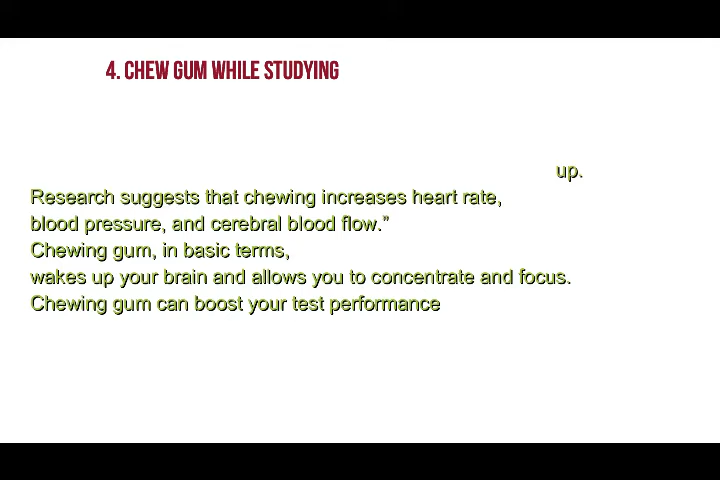 4. CHEW GUM WHILE STUDYING
up.
Research suggests that chewing increases heart rate,
blood pressure, and cerebral blood flow.”
Chewing gum, in basic terms,
wakes up your brain and allows you to concentrate and focus.
Chewing gum can boost your test performance